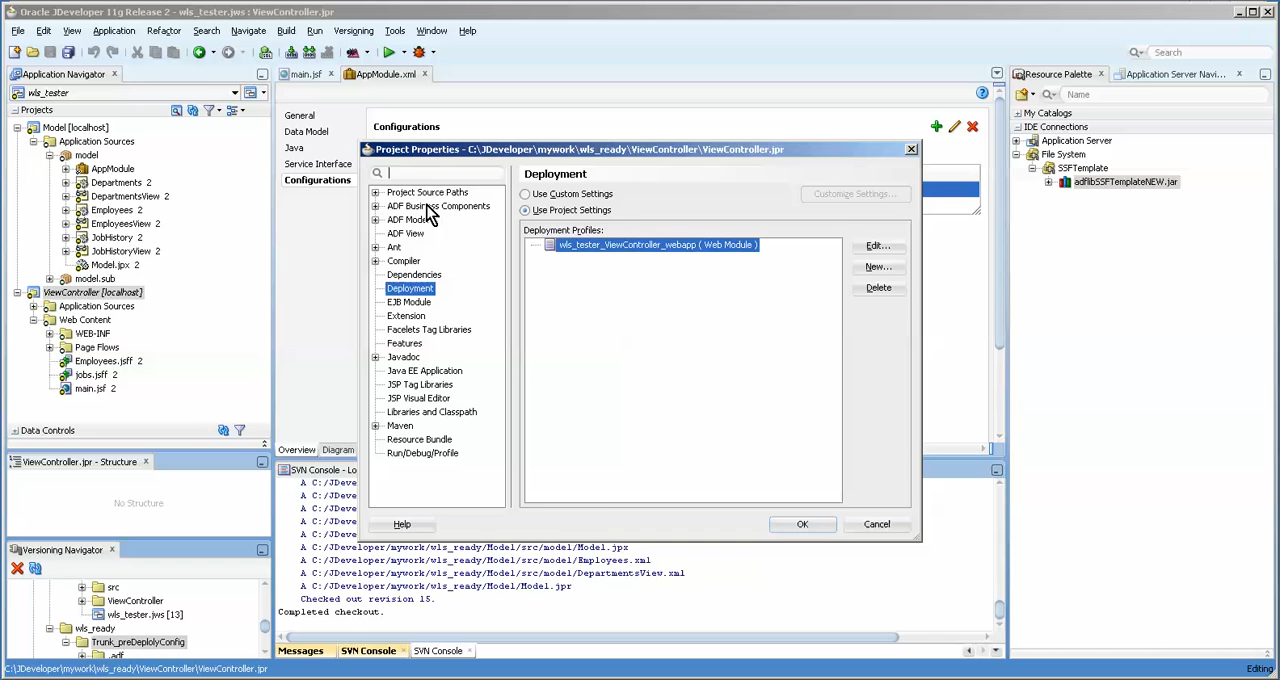 Oracle JDeveloper 11g Release 2 - wls_tester.jws : ViewController.jpr
File Edit View Application Refactor Search Navigate Build Run Versioning Tools Window Help
Search
Application Navigator
main.jsf
AppModule.xml
Resource Palette
Application Server Navi...
wls_tester
Name
Projects
My Catalogs
General
IDE Connections
Model [localhost]
Configurations
Data Model
Application Sources
Application Server
Java
model
File System
Service Interface
AppModule
SSFTemplate
Configurations
Departments 2
adflibSSFTemplateNEW.jar
DepartmentsView 2
Employees 2
EmployeesView 2
JobHistory 2
JobHistoryView 2
Model.jpx 2
model.sub
ViewController [localhost]
Application Sources
Web Content
WEB-INF
Page Flows
Employees.jsff 2
jobs.jsff 2
main.jsf 2
Data Controls
Overview Diagram
Project Properties - C:\JDeveloper\mywork\wls_ready\ViewController\ViewController.jpr
Project Source Paths
ADF Business Components
ADF Mode
ADF View
Ant
Compiler
Dependencies
Deployment
EJB Module
Extension
Facelets Tag Libraries
Features
Javadoc
Java EE Application
JSP Tag Libraries
JSP Visual Editor
Libraries and Classpath
Maven
Resource Bundle
Run/Debug/Profile
Deployment
Use Custom Settings
Customize Settings...
Use Project Settings
Deployment Profiles:
wls_tester_ViewController_webapp ( Web Module )
Edit...
New...
Delete
Help
OK
Cancel
ViewController.jpr - Structure
No Structure
SVN Console - Lo
A C:/JDe
A C:/JDe
A C:/JDe
A C:/JDe
A C:/JDe
A C:/JDeveloper/mywork/wls_ready/Model/src/model/Model.jpx
A C:/JDeveloper/mywork/wls_ready/Model/src/model/Employees.xml
A C:/JDeveloper/mywork/wls_ready/Model/src/model/DepartmentsView.xml
A C:/JDeveloper/mywork/wls_ready/Model/Model.jpr
Checked out revision 15.
Completed checkout.
Versioning Navigator
src
ViewController
wls_tester.jws [13]
wls_ready
Trunk_preDeplolyConfig
.adf
Messages
SVN Console
SVN Console
C:\JDeveloper\mywork\wls_ready\ViewController\ViewController.jpr
Editing